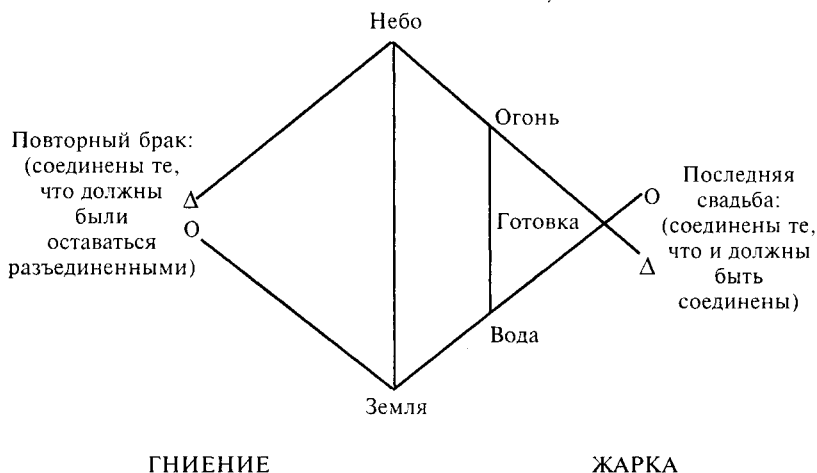 Небо
Огонь
Повторный брак:
(соединены те,
что должны
были
оставаться
разъединенными)
Δ
О
Готовка
О
Δ
Последняя
свадьба:
(соединены те,
что и должны
быть
соединены)
Вода
Земля
ГНИЕНИЕ
ЖАРКА